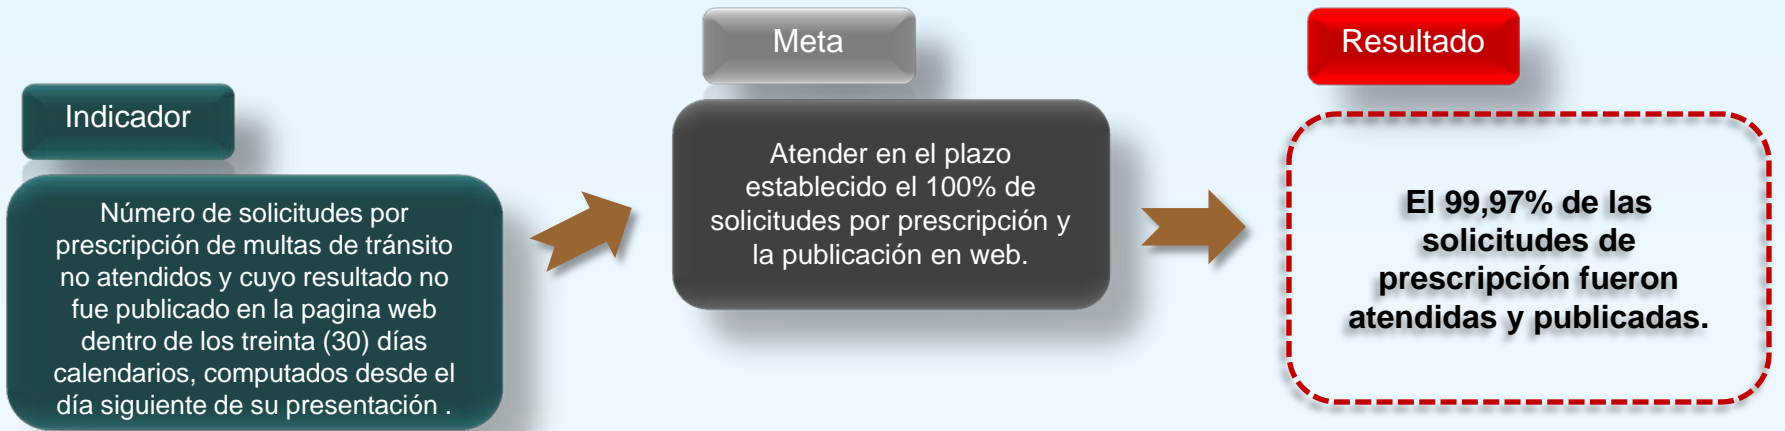 Indicador
Número de solicitudes por
prescripción de multas de tránsito
no atendidos y cuyo resultado no
fue publicado en la pagina web
dentro de los treinta (30) días
calendarios, computados desde el
día siguiente de su presentación .
Meta
Atender en el plazo
establecido el 100% de
solicitudes por prescripción y
la publicación en web.
Resultado
El 99,97% de las
solicitudes de
prescripción fueron
atendidas y publicadas.